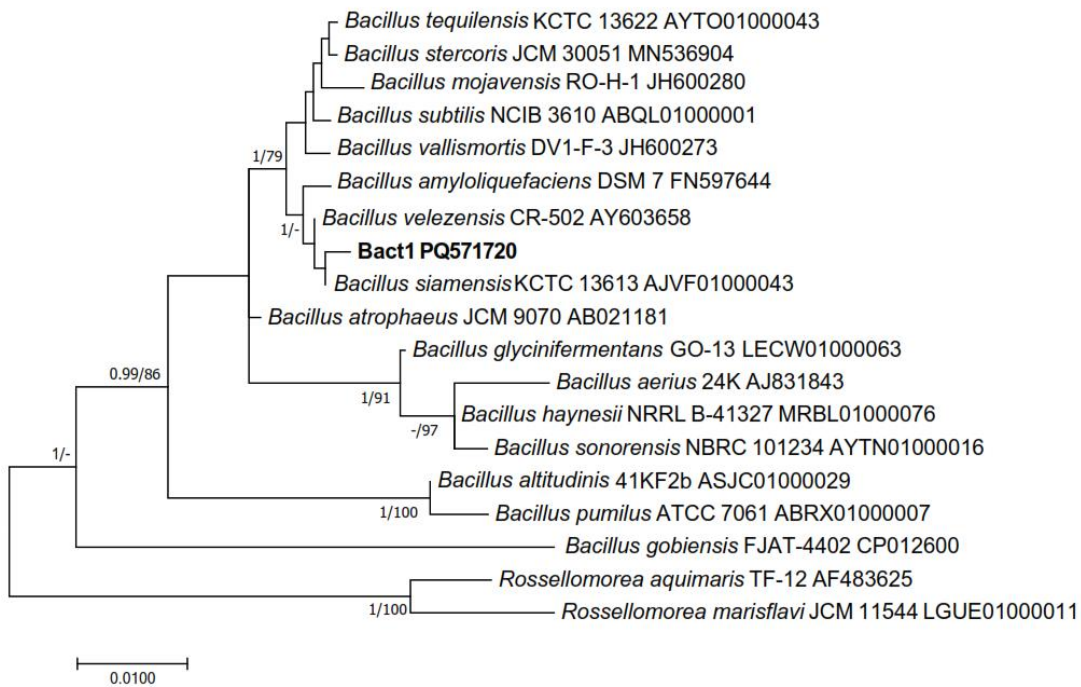 Bacillus tequilensis KCTC 13622 AYTO01000043
Bacillus stercoris JCM 30051 MN536904
Bacillus mojavensis RO-H-1 JH600280
Bacillus subtilis NCIB 3610 ABQL01000001
Bacillus vallismortis DV1-F-3 JH600273
1/79
Bacillus amyloliquefaciens DSM 7 FN597644
Bacillus velezensis CR-502 AY603658
1/-
Bact1 PQ571720
Bacillus siamensis KCTC 13613 AJVF01000043
Bacillus atrophaeus JCM 9070 AB021181
Bacillus glycinifermentans GO-13 LECW01000063
0.99/86
Bacillus aerius 24K AJ831843
1/91
Bacillus haynesii NRRL B-41327 MRBL01000076
-/97
Bacillus sonorensis NBRC 101234 AYTN01000016
1/-
Bacillus altitudinis 41KF2b ASJC01000029
1/100
Bacillus pumilus ATCC 7061 ABRX01000007
Bacillus gobiensis FJAT-4402 CP012600
Rossellomorea aquimaris TF-12 AF483625
1/100
Rossellomorea marisflavi JCM 11544 LGUE01000011
0.0100